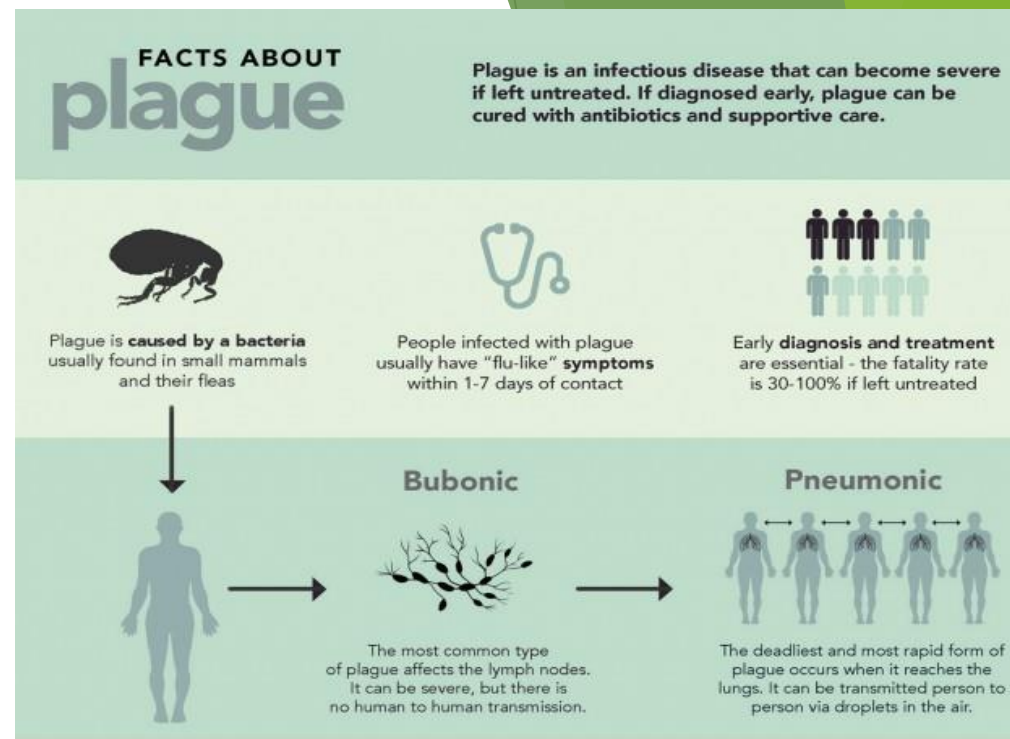 FACTS ABOUT
plague
Plague is an infectious disease that can become severe
if left untreated. If diagnosed early, plague can be
cured with antibiotics and supportive care.
Plague is caused by a bacteria
usually found in small mammals
and their fleas
People infected with plague
usually have “flu-like” symptoms
within 1-7 days of contact
Early diagnosis and treatment
are essential - the fatality rate
is 30-100% if left untreated
Bubonic
The most common type
of plague affects the lymph nodes.
It can be severe, but there is
no human to human transmission.
Pneumonic
The deadliest and most rapid form of
plague occurs when it reaches the
lungs. It can be transmitted person to
person via droplets in the air.